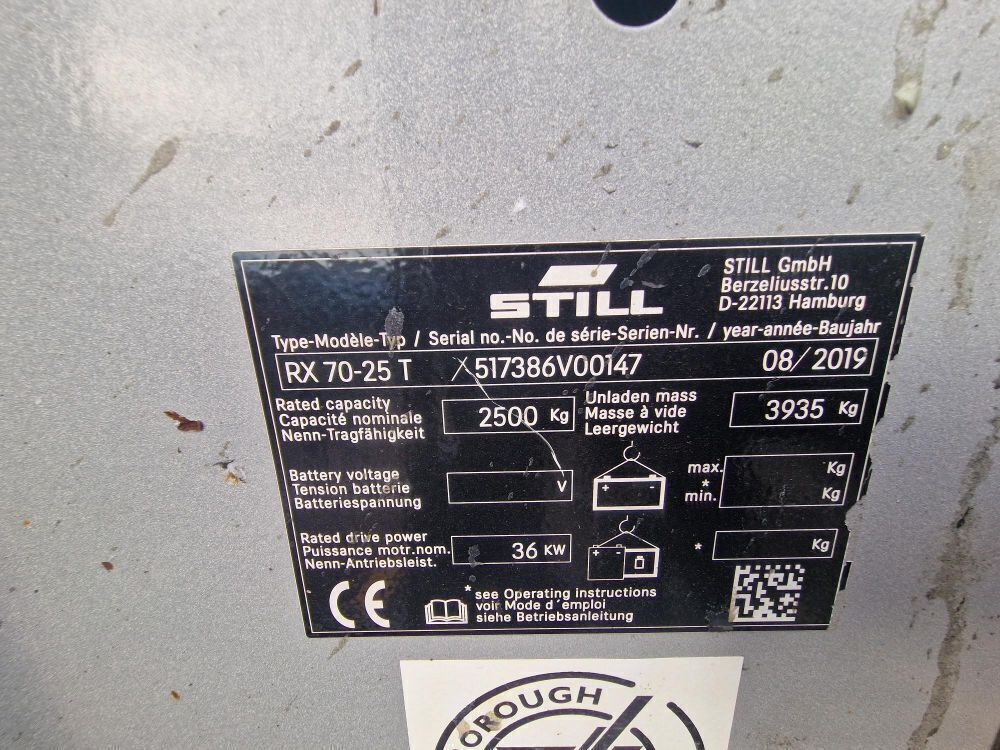 STILL
STILL GmbH
Berzeliusstr.10
D-22113 Hamburg
Type-Modèle-Typ / Serial no.-No. de série-Serien-Nr. / year-année-Baujahr
RX 70-25 T X517386V00147 08/2019
Rated capacity
Capacité nominale
Nenn-Tragfähigkeit
2500 Kg
Unladen mass
Masse à vide
Leergewicht
3935 Kg
Battery voltage
Tension batterie
Batteriespannung
V
max. Kg
*
min. Kg
Rated drive power
Puissance motr.nom.
Nenn-Antriebsleist.
36 KW
* Kg
CE
* see Operating instructions
voir Mode d´emploi
siehe Betriebsanleitung
OROUGH